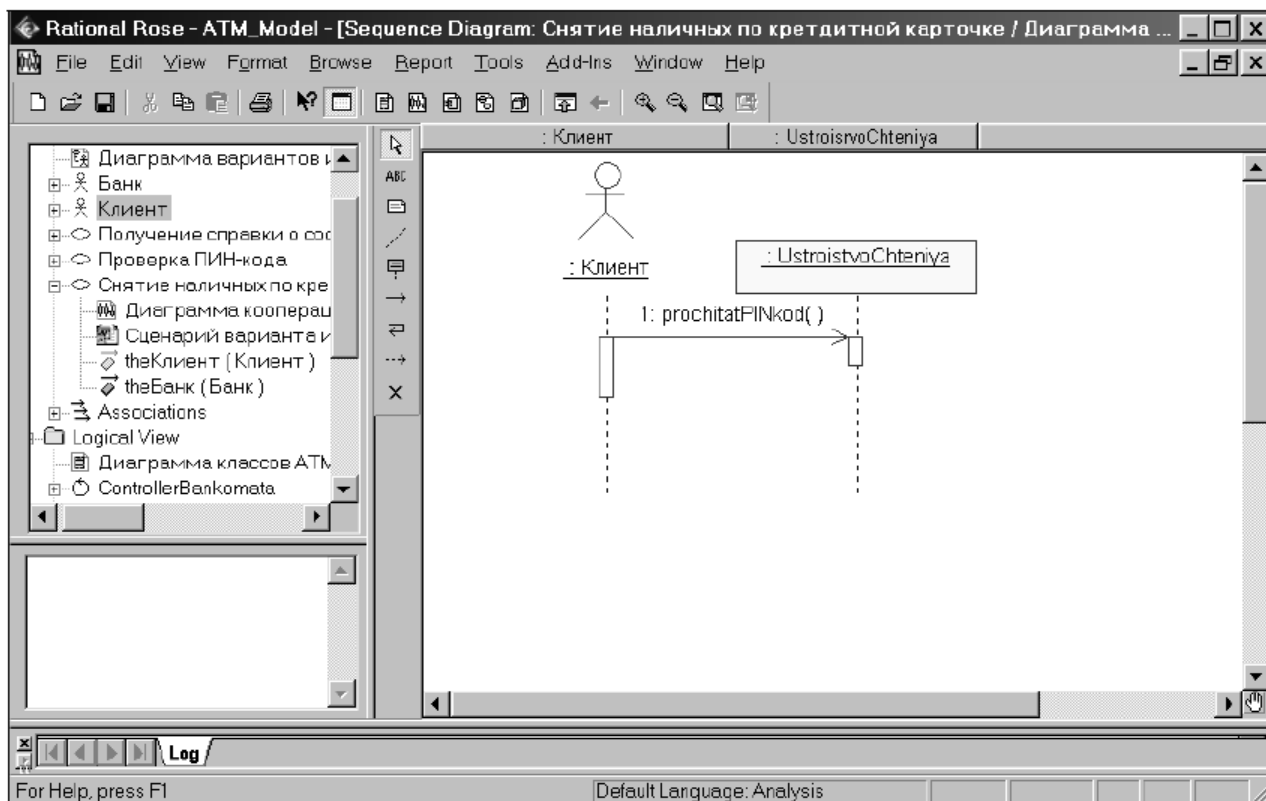 Rational Rose - ATM_Model - [Sequence Diagram: Снятие наличных по кретдитной карточке / Диаграмма ...
File Edit View Format Browse Report Tools Add-Ins Window Help
: Клиент : UstroisrvoChteniya
Диаграмма вариантов и
Банк
Клиент
Получение справки о сос
Проверка ПИН-кода
Снятие наличных по кре
Диаграмма кооперац
Сценарий варианта и
theКлиент (Клиент)
theБанк (Банк)
Associations
Logical View
Диаграмма классов ATM
ControllerBankomata
ABC
: Клиент
: UstroistvoChteniya
1: prochitatPINkod( )
Log
For Help, press F1
Default Language: Analysis